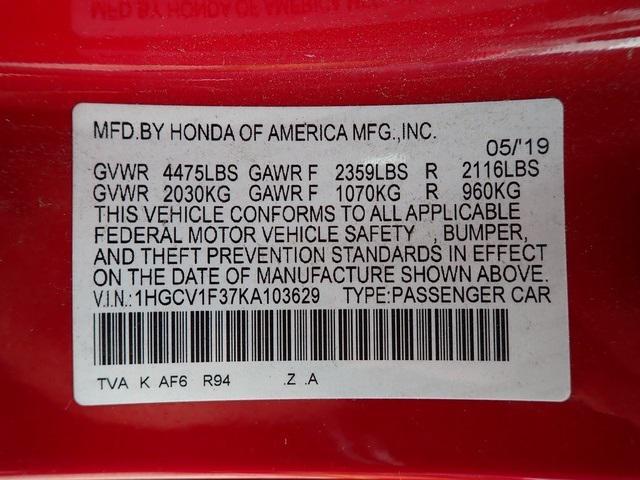 MFD.BY HONDA OF AMERICA MFG.,INC.
05/'19
GVWR 4475LBS GAWR F 2359LBS R 2116LBS
GVWR 2030KG GAWR F 1070KG R 960KG
THIS VEHICLE CONFORMS TO ALL APPLICABLE
FEDERAL MOTOR VEHICLE SAFETY , BUMPER,
AND THEFT PREVENTION STANDARDS IN EFFECT
ON THE DATE OF MANUFACTURE SHOWN ABOVE.
V.I.N.:1HGCV1F37KA103629 TYPE:PASSENGER CAR
TVA K AF6 R94 .Z .A